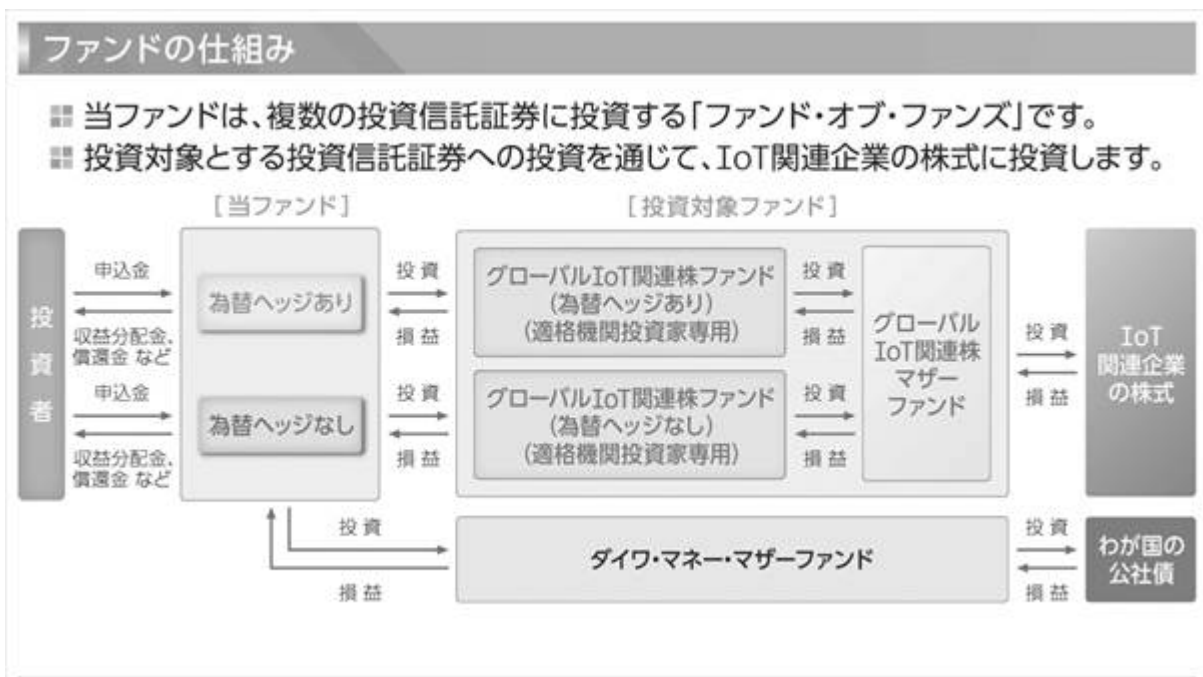 ファンドの仕組み
当ファンドは、複数の投資信託証券に投資する「ファンド・オブ・ファンズ」です。
投資対象とする投資信託証券への投資を通じて、IoT関連企業の株式に投資します。
[当ファンド]
[投資対象ファンド]
投資者
申込金
収益分配金、
償還金 など
申込金
収益分配金、
償還金 など
為替ヘッジあり
為替ヘッジなし
投資
損益
投資
損益
グローバルIoT関連株ファンド
(為替ヘッジあり)
(適格機関投資家専用)
グローバルIoT関連株ファンド
(為替ヘッジなし)
(適格機関投資家専用)
投資
損益
投資
損益
グローバル
IoT関連株
マザー
ファンド
投資
損益
IoT
関連企業
の株式
投資
損益
ダイワ・マネー・マザーファンド
投資
損益
わが国の
公社債